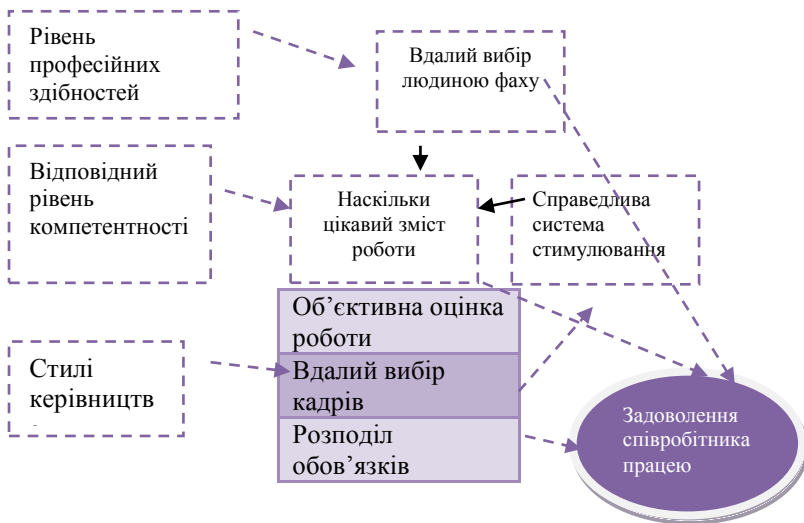 Рівень
професійних
здібностей
Вдалий вибір
людиною фаху
Відповідний
рівень
компетентності
Наскільки
цікавий зміст
роботи
Справедлива
система
стимулювання
Об’єктивна оцінка
роботи
Вдалий вибір
кадрів
Розподіл
обов’язків
Стилі
керівництв
Задоволення
співробітника
працею